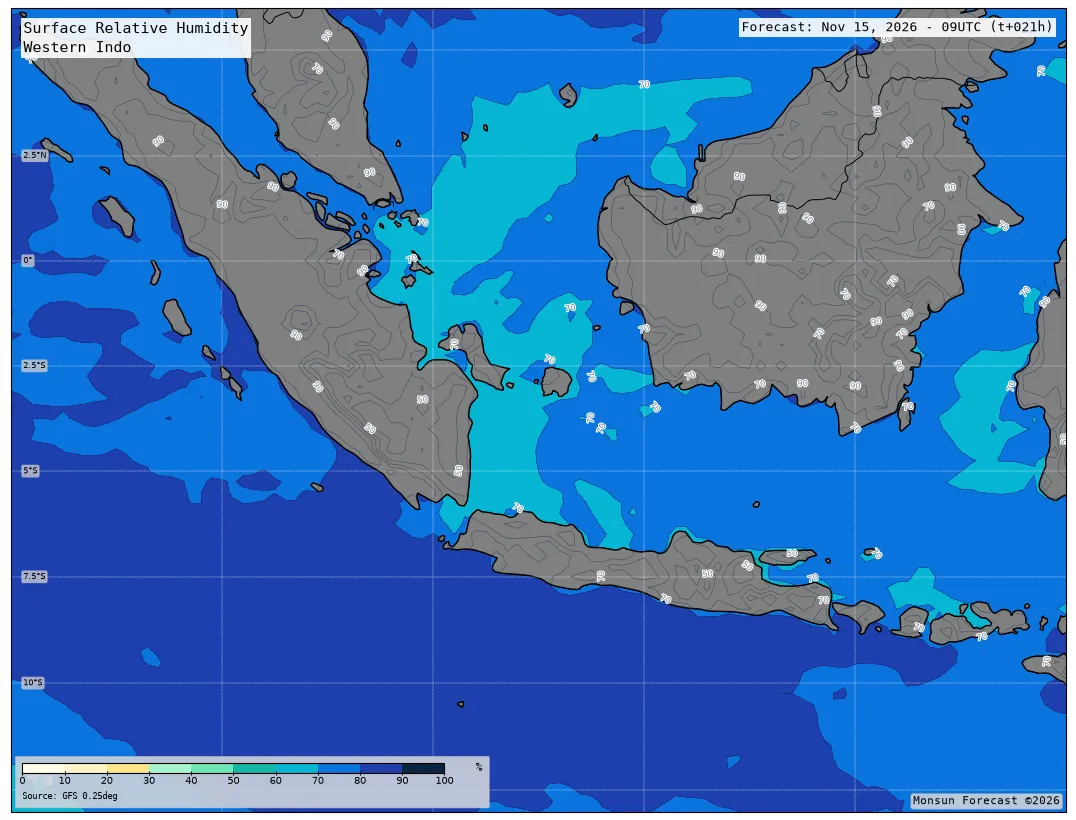 Surface Relative Humidity
Western Indo
Forecast: Nov 15, 2026 - 09UTC (t+021h)
2.5°N
0°
2.5°S
5°S
7.5°S
10°S
0 10 20 30 40 50 60 70 80 90 100
%
Source: GFS 0.25deg
Monsun Forecast ©2026